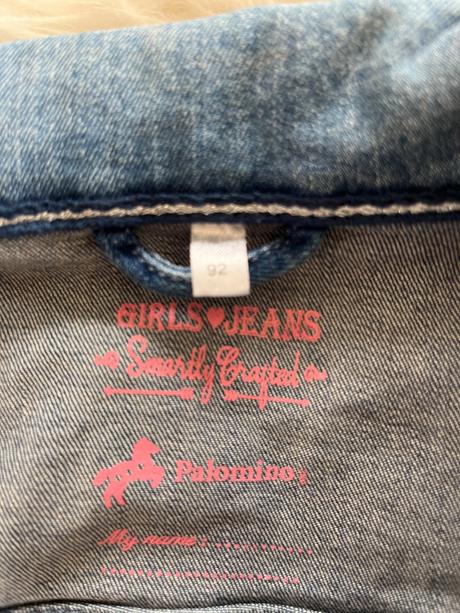 92
GIRLS JEANS
Smartly Crafted
Palomino
My name: